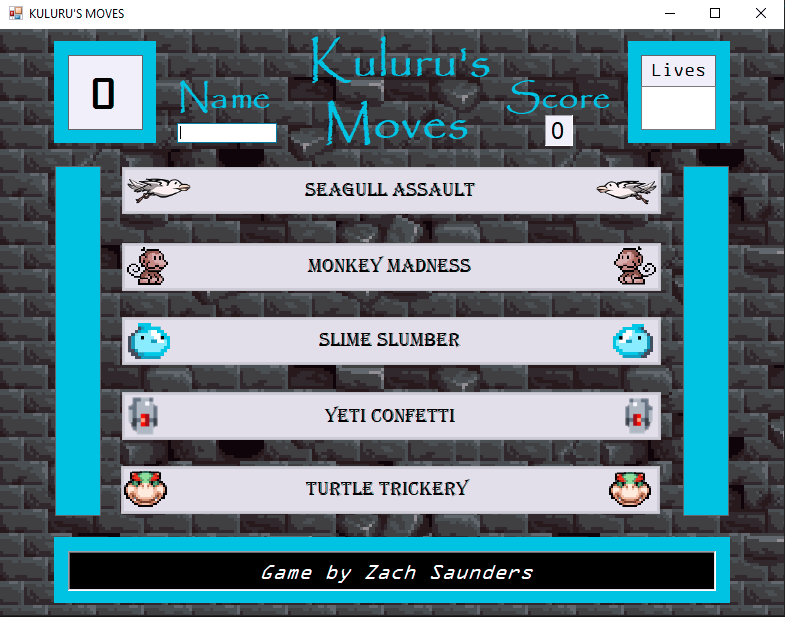 KULURU'S MOVES
0
Name
Kuluru's
Moves
Score
0
Lives
SEAGULL ASSAULT
MONKEY MADNESS
SLIME SLUMBER
YETI CONFETTI
TURTLE TRICKERY
Game by Zach Saunders